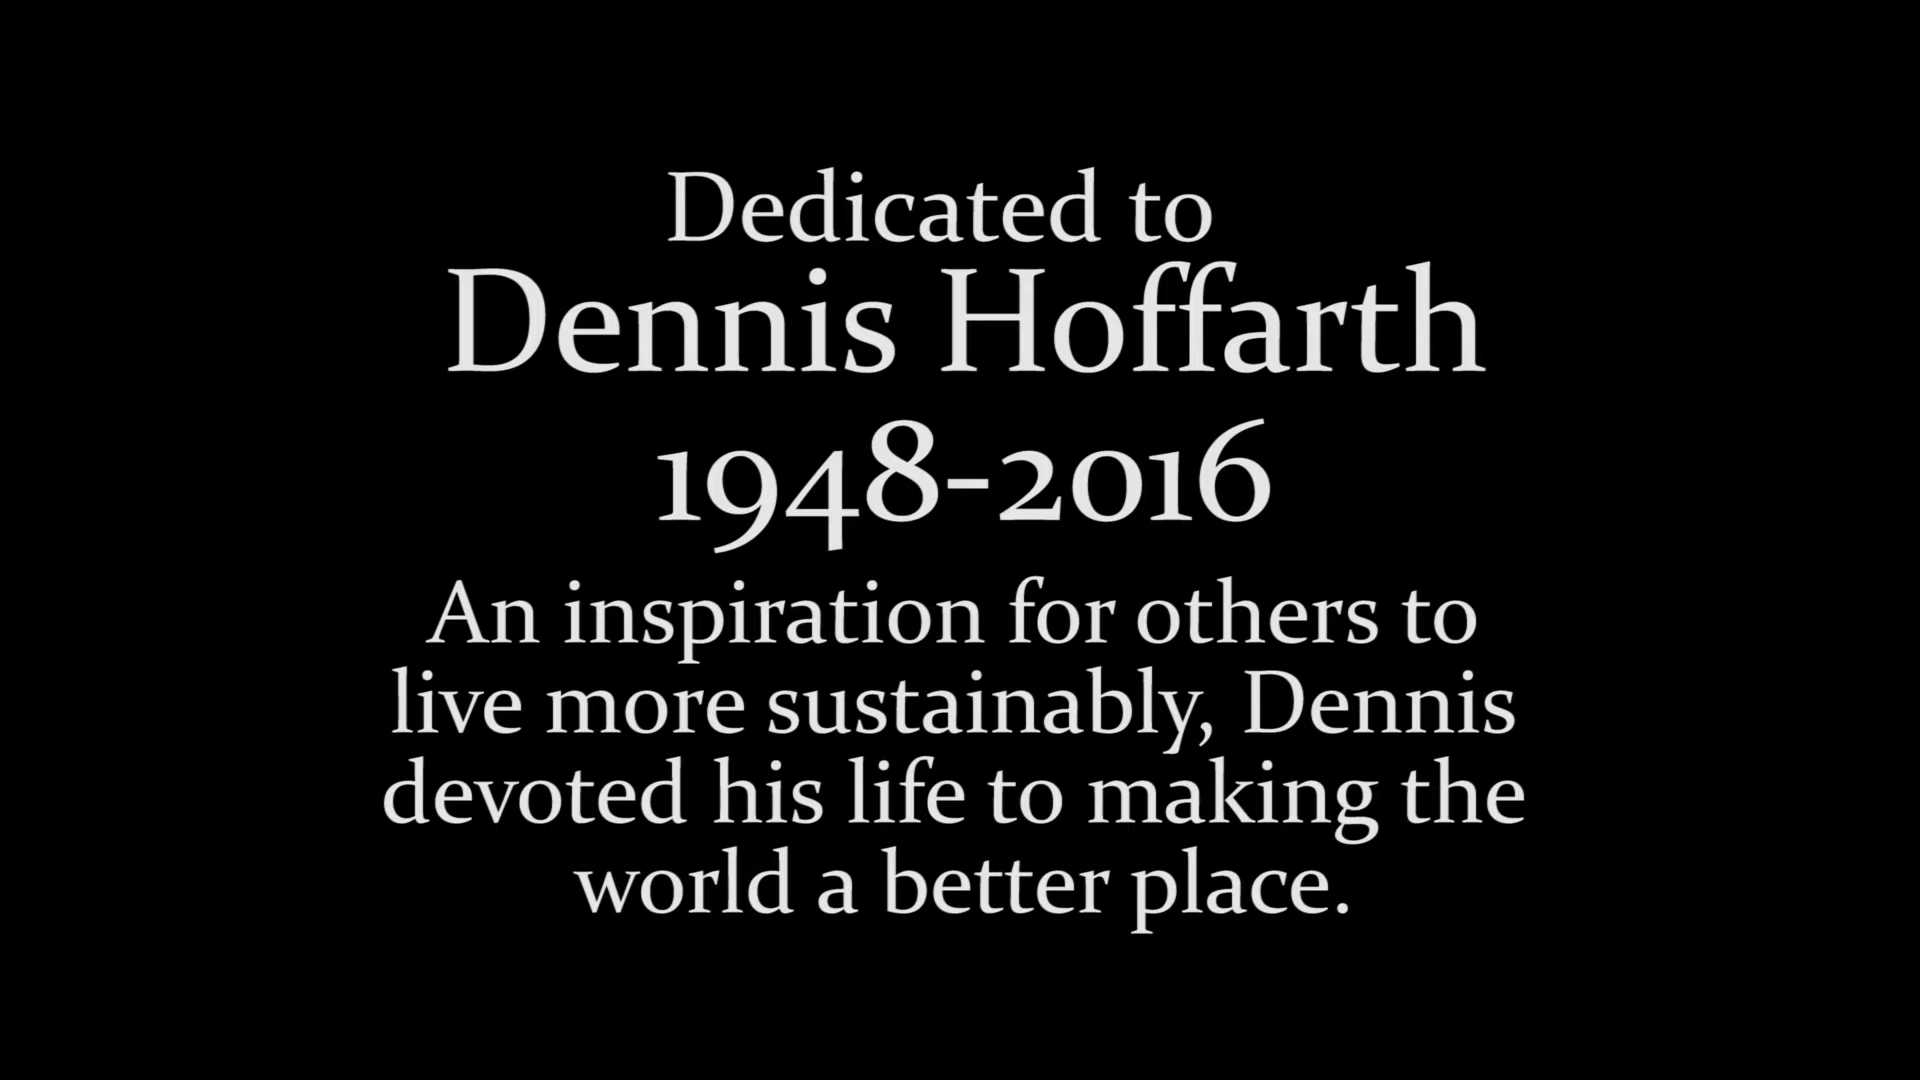 Dedicated to
Dennis Hoffarth
1948-2016
An inspiration for others to
live more sustainably, Dennis
devoted his life to making the
world a better place.